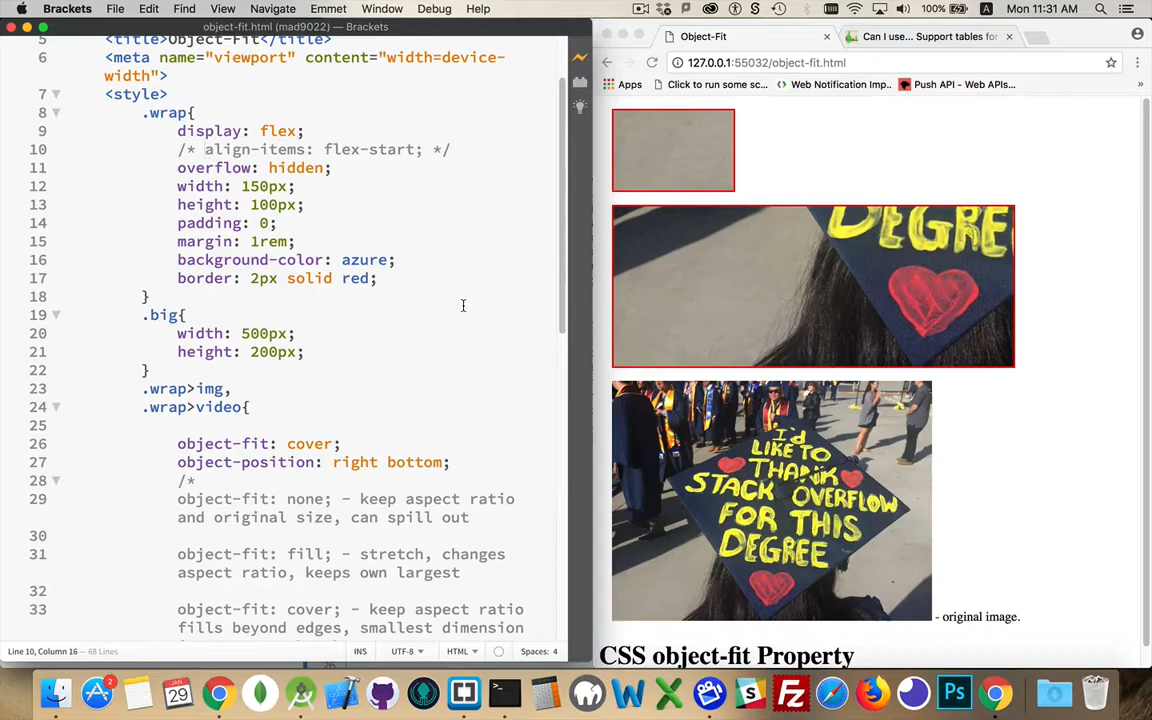 Brackets File Edit Find View Navigate Emmet Window Debug Help 100% Mon 11:31 AM
object-fit.html (mad9022) — Brackets
5 <title>Object-Fit</title>
6 <meta name="viewport" content="width=device-
width">
7 <style>
8 .wrap{
9 display: flex;
10 /* align-items: flex-start; */
11 overflow: hidden;
12 width: 150px;
13 height: 100px;
14 padding: 0;
15 margin: 1rem;
16 background-color: azure;
17 border: 2px solid red;
18 }
19 .big{
20 width: 500px;
21 height: 200px;
22 }
23 .wrap>img,
24 .wrap>video{
25
26 object-fit: cover;
27 object-position: right bottom;
28 /*
29 object-fit: none; - keep aspect ratio
and original size, can spill out
30
31 object-fit: fill; - stretch, changes
aspect ratio, keeps own largest
32
33 object-fit: cover; - keep aspect ratio
fills beyond edges, smallest dimension
Line 10, Column 16 — 68 Lines
INS UTF-8 HTML Spaces: 4
Object-Fit
Can I use... Support tables for
127.0.0.1:55032/object-fit.html
Apps Click to run some sc... Web Notification Imp... Push API - Web APIs... »
DEGRE
I'd
LIKE TO
THANK
STACK OVERFLOW
FOR THIS
DEGREE
- original image.
CSS object-fit Property
2
JAN
29
W
X
S
Fz
Ps